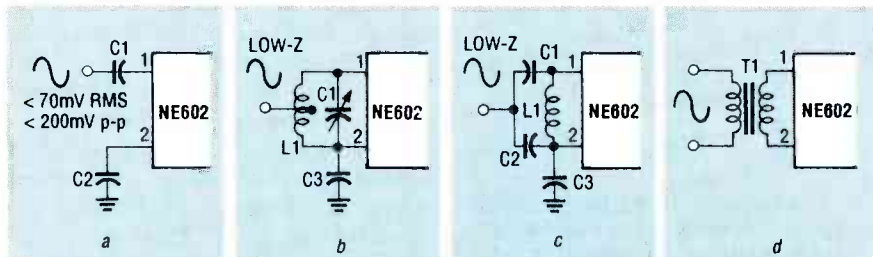 C1
1
< 70mV RMS
< 200mV p-p
NE602
2
C2
a
LOW-Z
1
C1
NE602
2
L1
C3
b
LOW-Z
C1
1
L1
NE602
2
C2
C3
c
T1
1
NE602
2
d